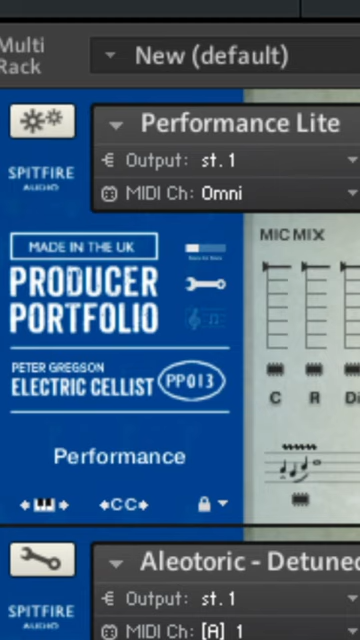 Multi
Rack
New (default)
Performance Lite
Output: st. 1
MIDI Ch: Omni
SPITFIRE
AUDIO
MADE IN THE UK
PRODUCER
PORTFOLIO
PETER GREGSON
ELECTRIC CELLIST
PP013
Performance
CC
MIC MIX
C R Di
Aleotoric - Detuned
Output: st. 1
MIDI Ch: [A] 1
SPITFIRE
AUDIO